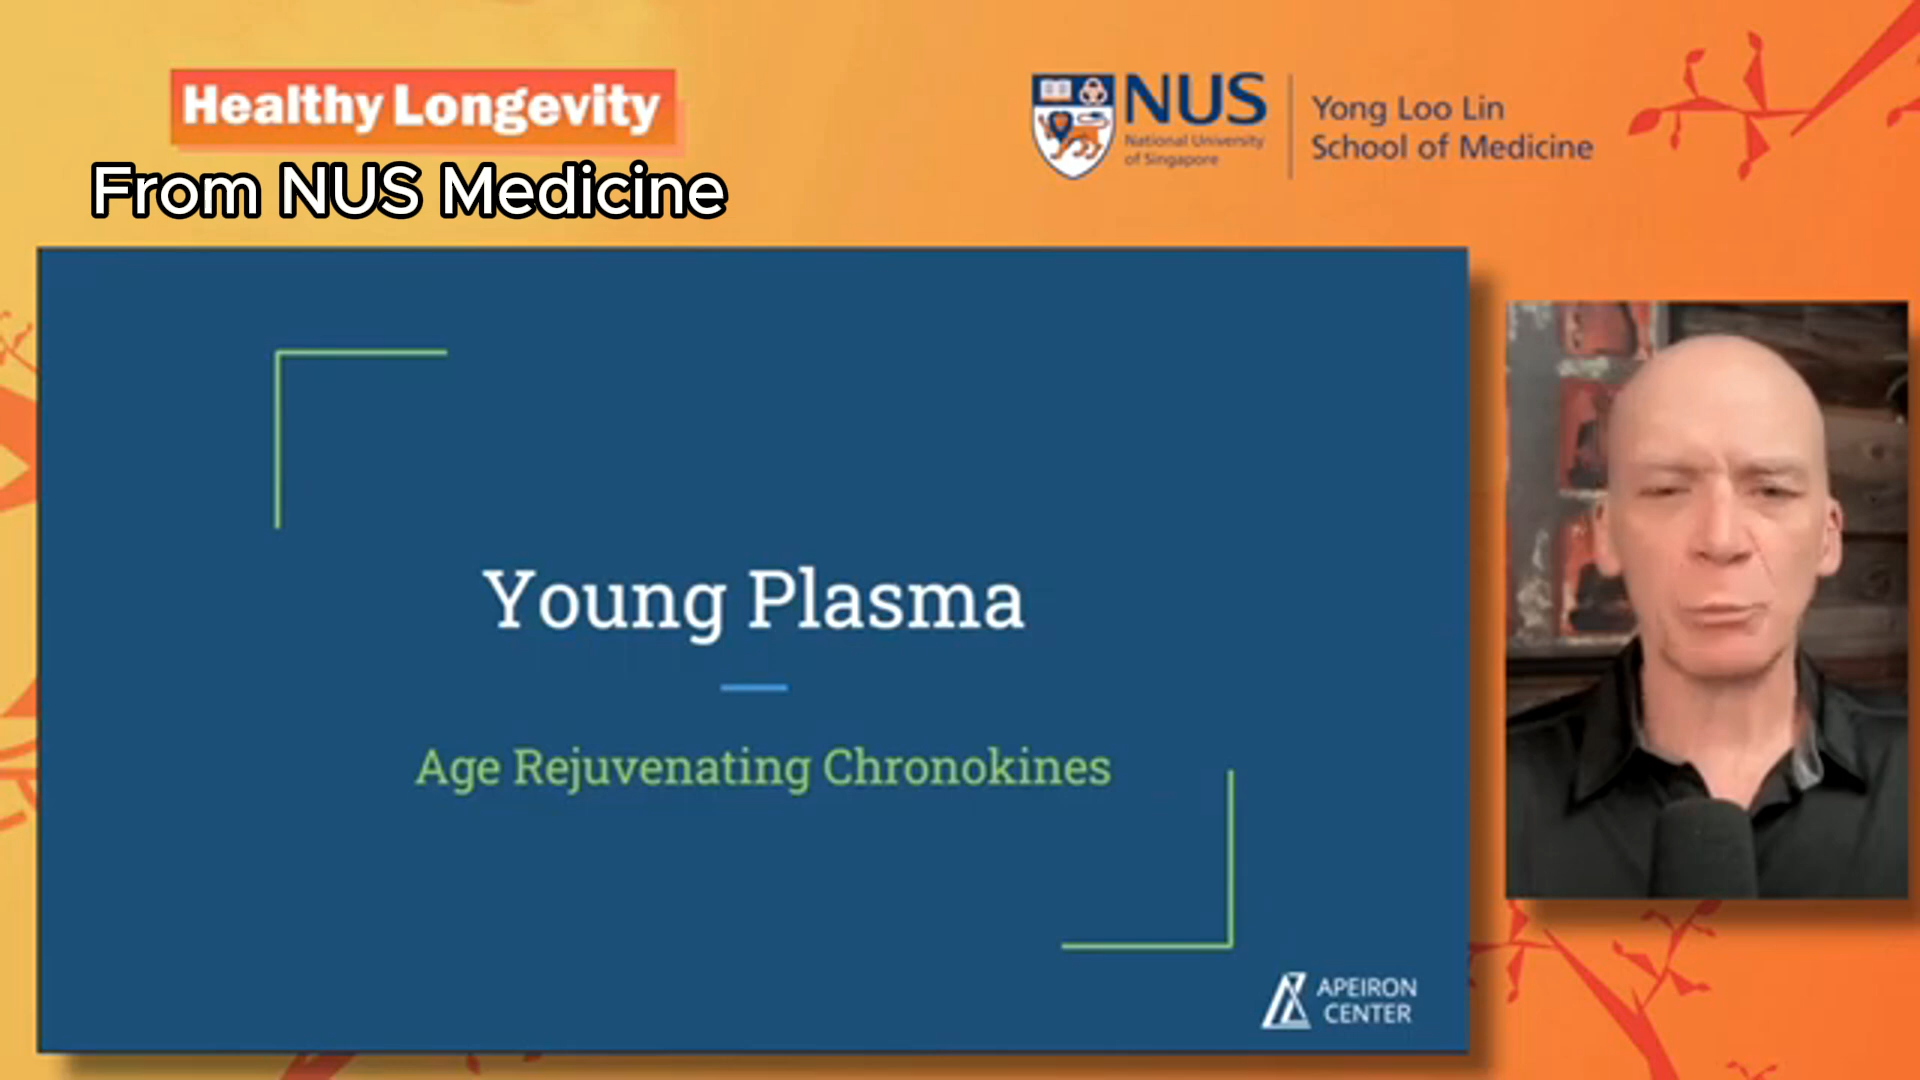 Healthy Longevity
From NUS Medicine
NUS
National University
of Singapore
Yong Loo Lin
School of Medicine
Young Plasma
Age Rejuvenating Chronokines
APEIRON
CENTER